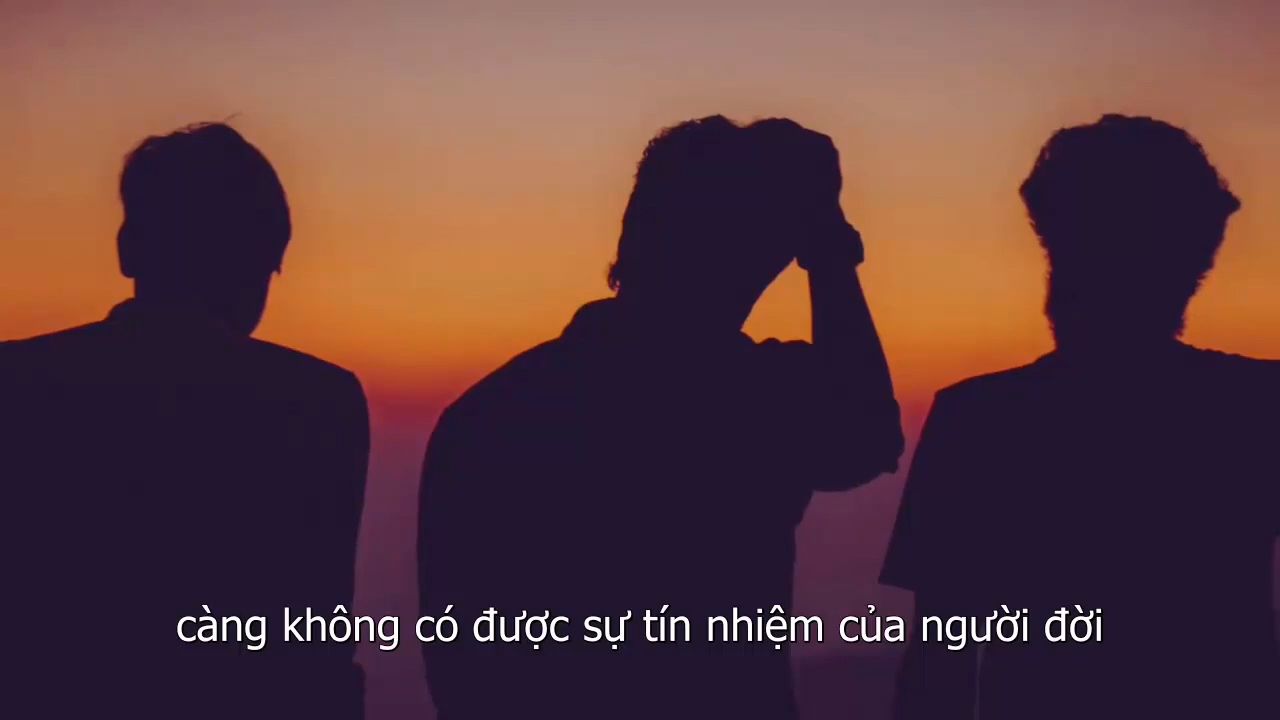 càng không có được sự tín nhiệm của người đời